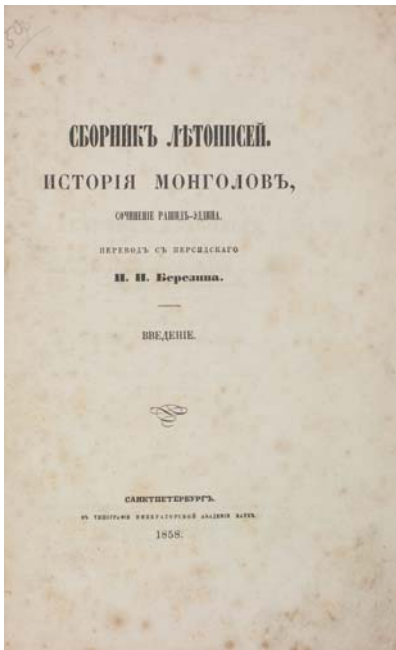 СБОРНИКЪ ЛѢТОПИСЕЙ.
ИСТОРІЯ МОНГОЛОВЪ,
СОЧИНЕНІЕ РАШИДЪ-ЭДДИНА.
ПЕРЕВОДЪ СЪ ПЕРСИДСКАГО
И. Н. Березина.
ВВЕДЕНІЕ.
САНКТПЕТЕРБУРГЪ.
ВЪ ТИПОГРАФІИ ИМПЕРАТОРСКОЙ АКАДЕМІИ НАУКЪ.
1858.